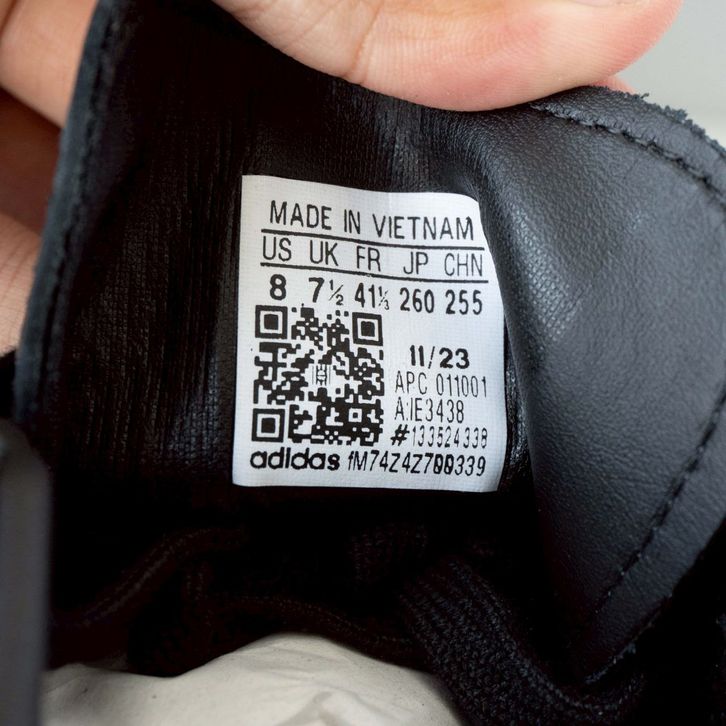 MADE IN VIETNAM
US UK FR JP CHN
8 7½ 41⅓ 260 255
11/23
APC 011001
A:IE3438
#133524338
adidas fM74Z4Z700339